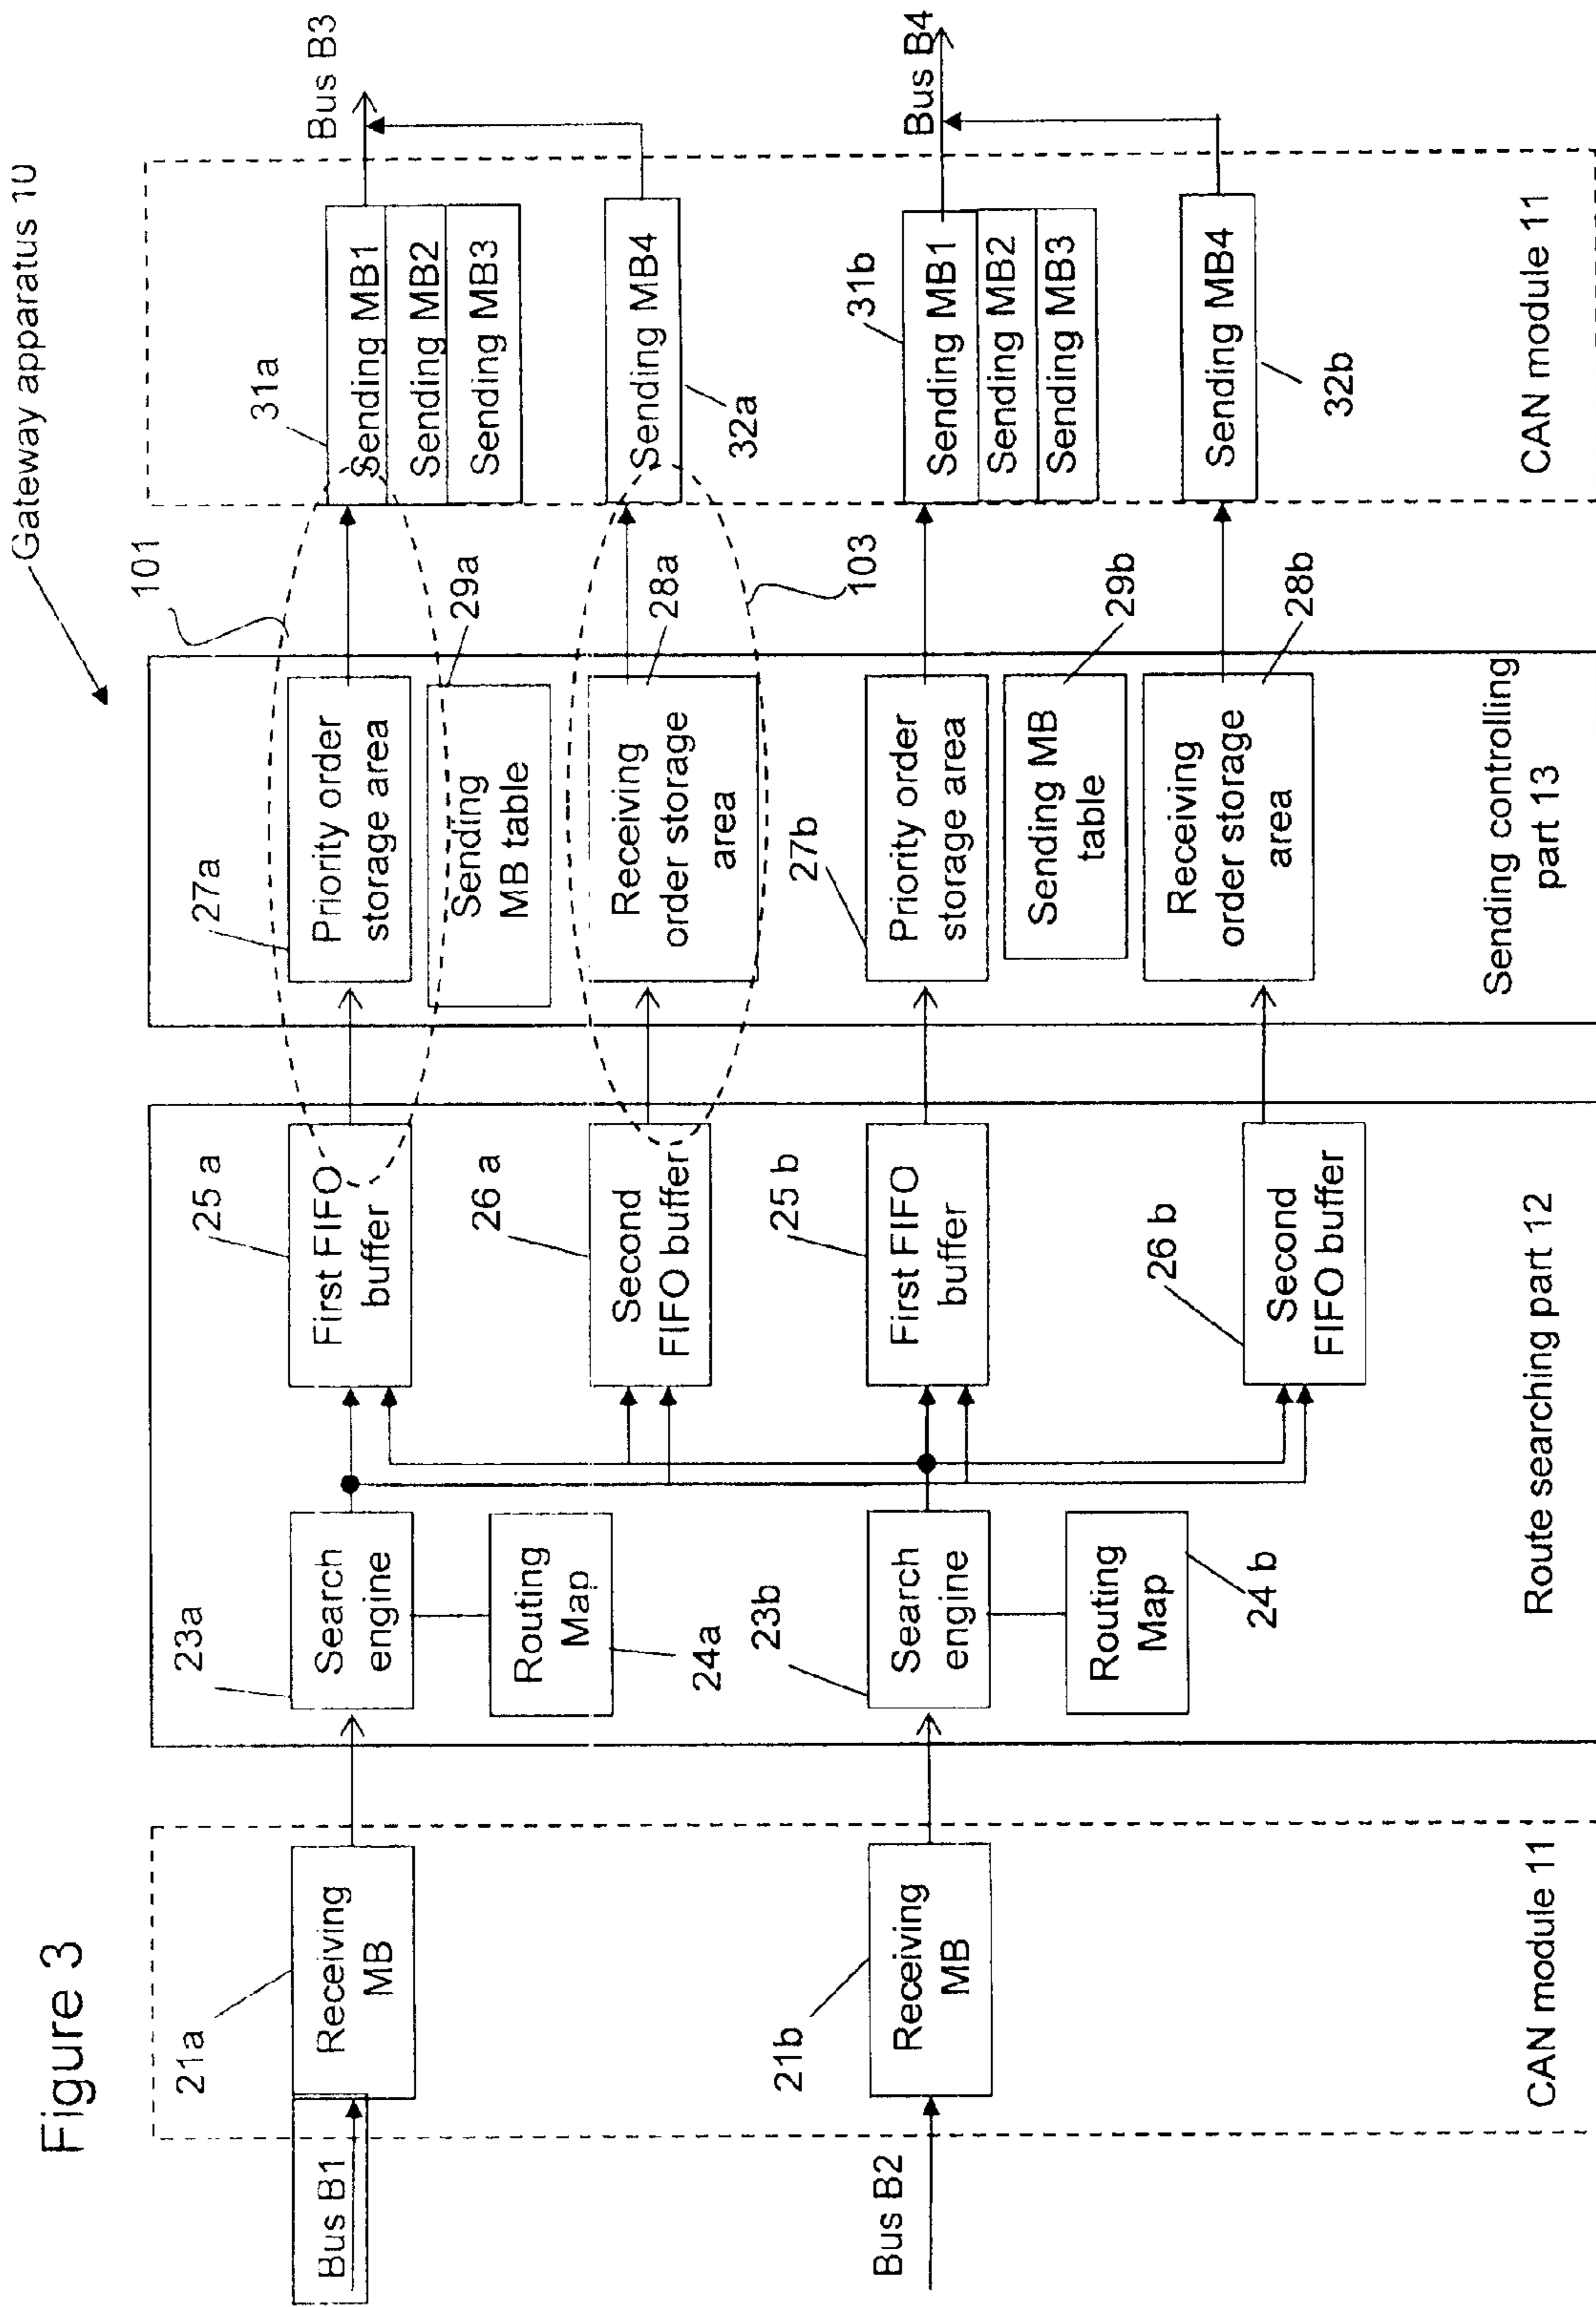 Figure 3
Gateway apparatus 10
Bus B1
21a
Receiving
MB
Bus B2
21b
Receiving
MB
CAN module 11
23a
Search
engine
Routing
Map
24a
23b
Search
engine
Routing
Map
24 b
25 a
First FIFO
buffer
26 a
Second
FIFO buffer
25 b
First FIFO
buffer
26 b
Second
FIFO buffer
Route searching part 12
27a
Priority order
storage area
Sending
MB table
29a
Receiving
order storage
area
28a
27b
Priority order
storage area
Sending MB
table
29b
Receiving
order storage
area
28b
Sending controlling
part 13
101
103
31a
Sending MB1
Sending MB2
Sending MB3
Sending MB4
32a
31b
Sending MB1
Sending MB2
Sending MB3
Sending MB4
32b
CAN module 11
Bus B3
Bus B4